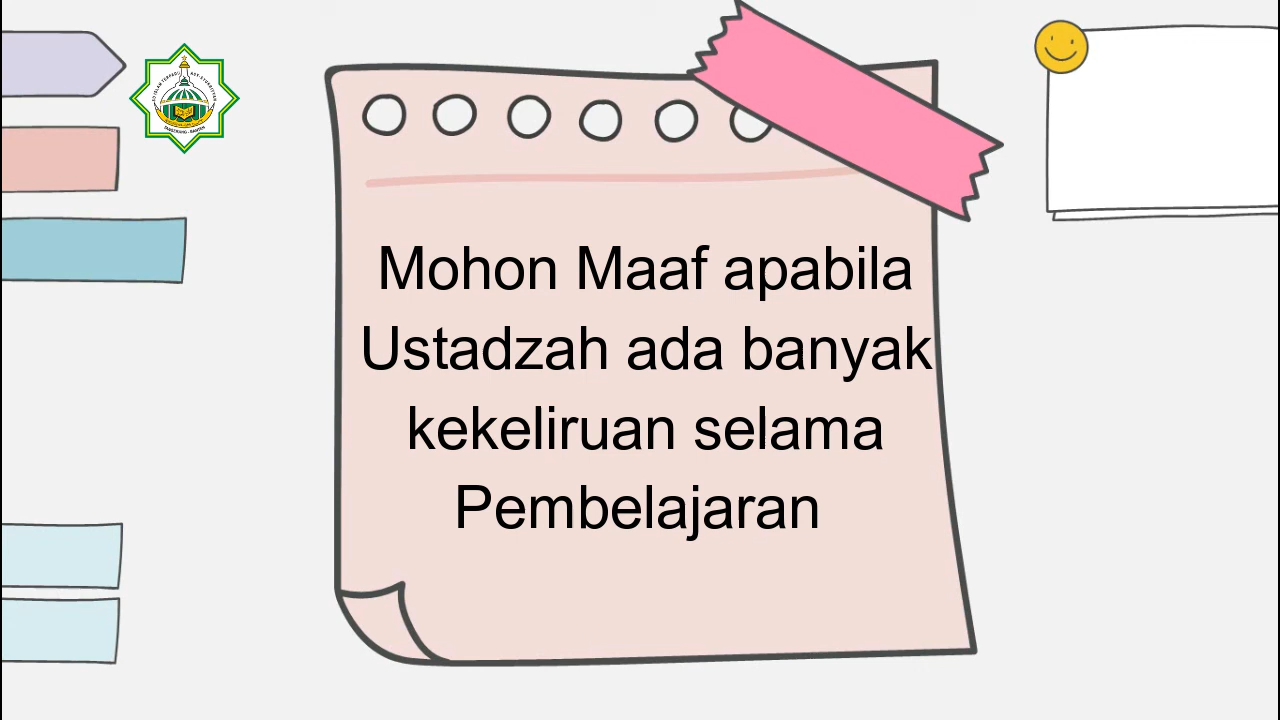 Mohon Maaf apabila
Ustadzah ada banyak
kekeliruan selama
Pembelajaran